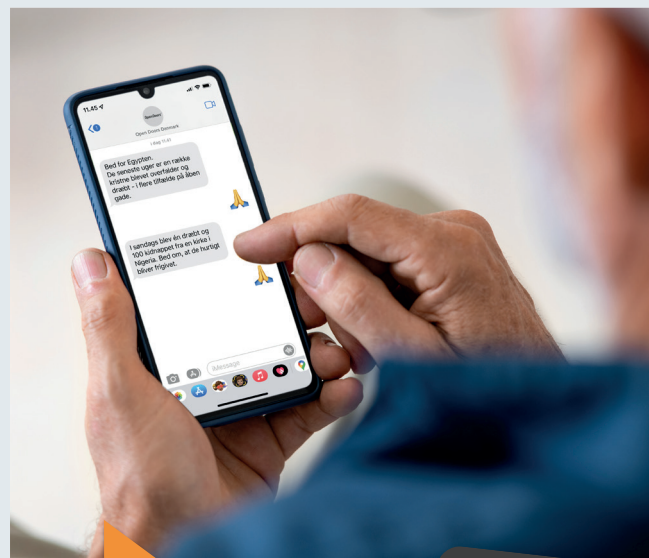 11.45
Open Doors Danmark
Bed for Egypten.
De seneste uger er en række
kristne blevet overfaldet og
dræbt - i flere tilfælde på åben
gade.
I søndags blev én dræbt og
100 kidnappet fra en kirke i
Nigeria. Bed om, at de hurtigt
bliver frigivet.
iMessage